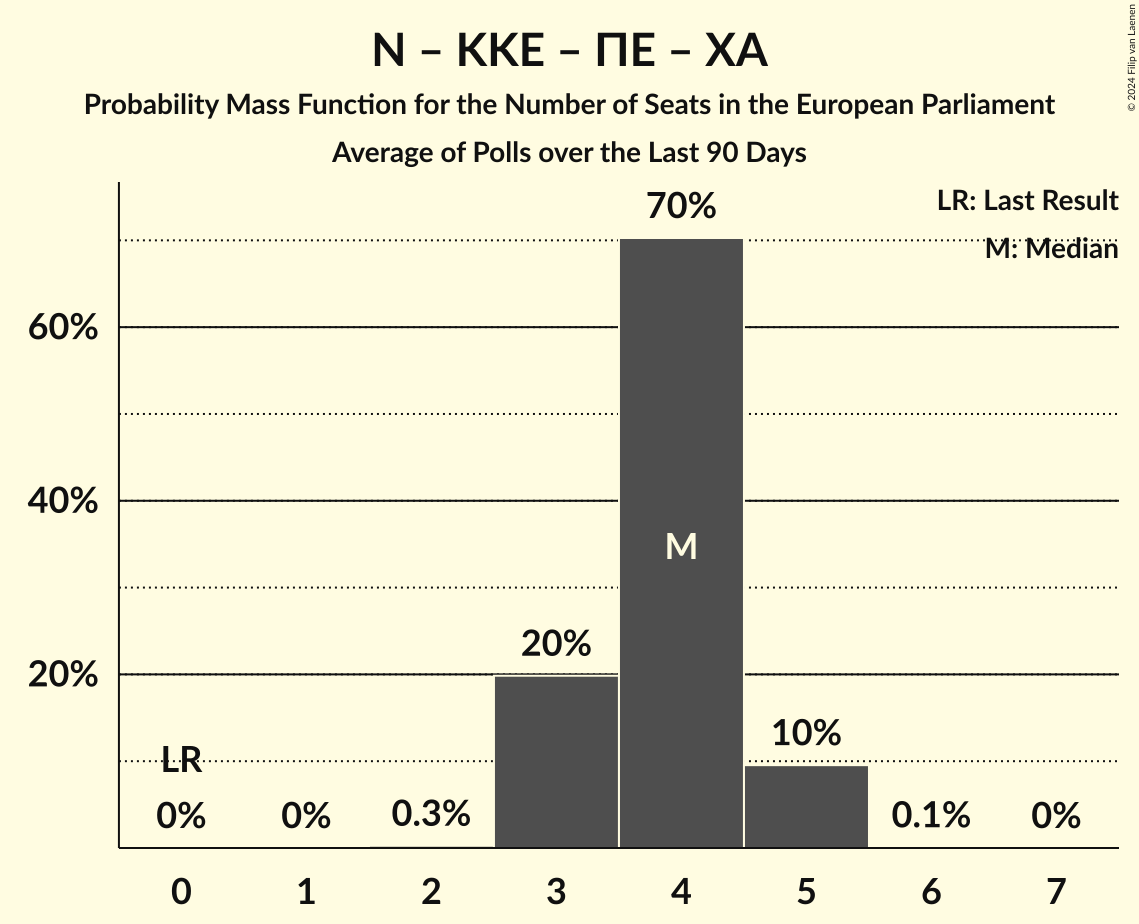 Ν – ΚΚΕ – ΠΕ – ΧΑ
Probability Mass Function for the Number of Seats in the European Parliament
Average of Polls over the Last 90 Days
© 2024 Filip van Laenen
LR: Last Result
M: Median
70%
60%
40%
M
20%
20%
10%
LR
0%
0%
0.3%
0.1%
0%
0 1 2 3 4 5 6 7